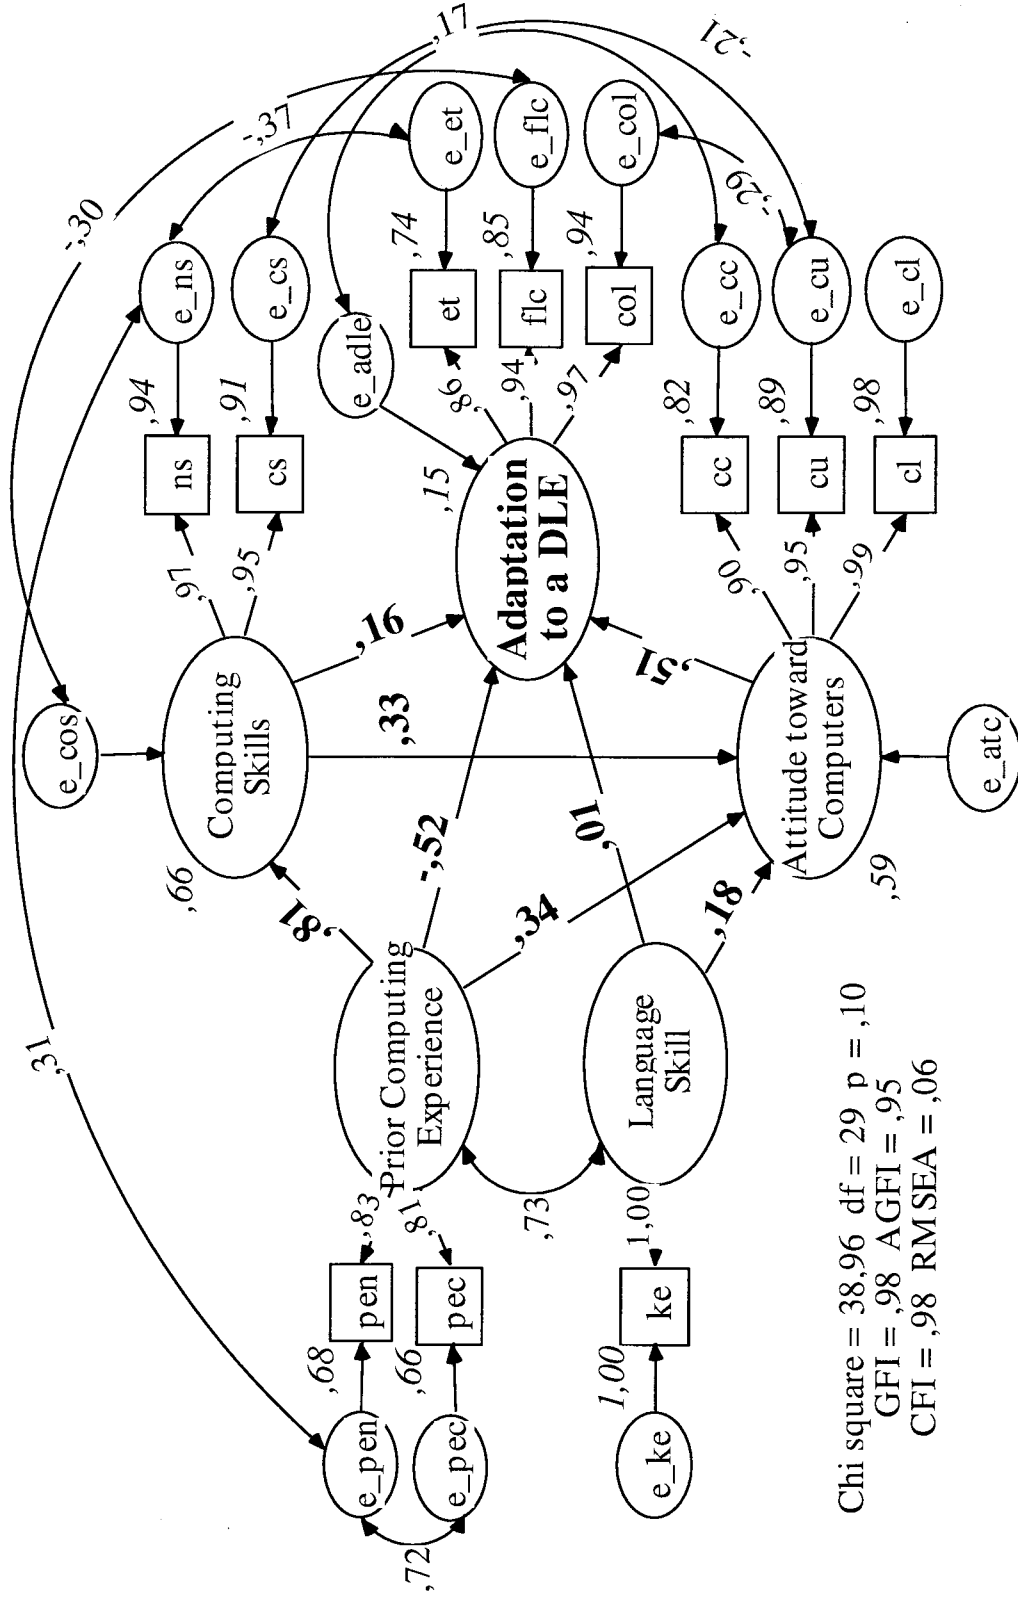 ,31
e_cos
-,30
,66
Computing
Skills
,97
,95
ns
cs
,94
,91
e_ns
e_cs
-,37
,17
,81
,33
,16
,72
e_pen
e_pec
,68
,66
pen
pec
,83
,81
Prior Computing
Experience
-,52
,34
,15
e_adle
Adaptation
to a DLE
,86
,94
,97
et
flc
col
,74
,85
,94
e_et
e_flc
e_col
,73
e_ke
1,00
ke
1,00
Language
Skill
,01
,18
,51
-,29
-,21
Attitude toward
Computers
,59
,90
,95
,99
cc
cu
cl
,82
,89
,98
e_cc
e_cu
e_cl
e_atc
Chi square = 38,96 df = 29 p = ,10
GFI = ,98 AGFI = ,95
CFI = ,98 RMSEA = ,06